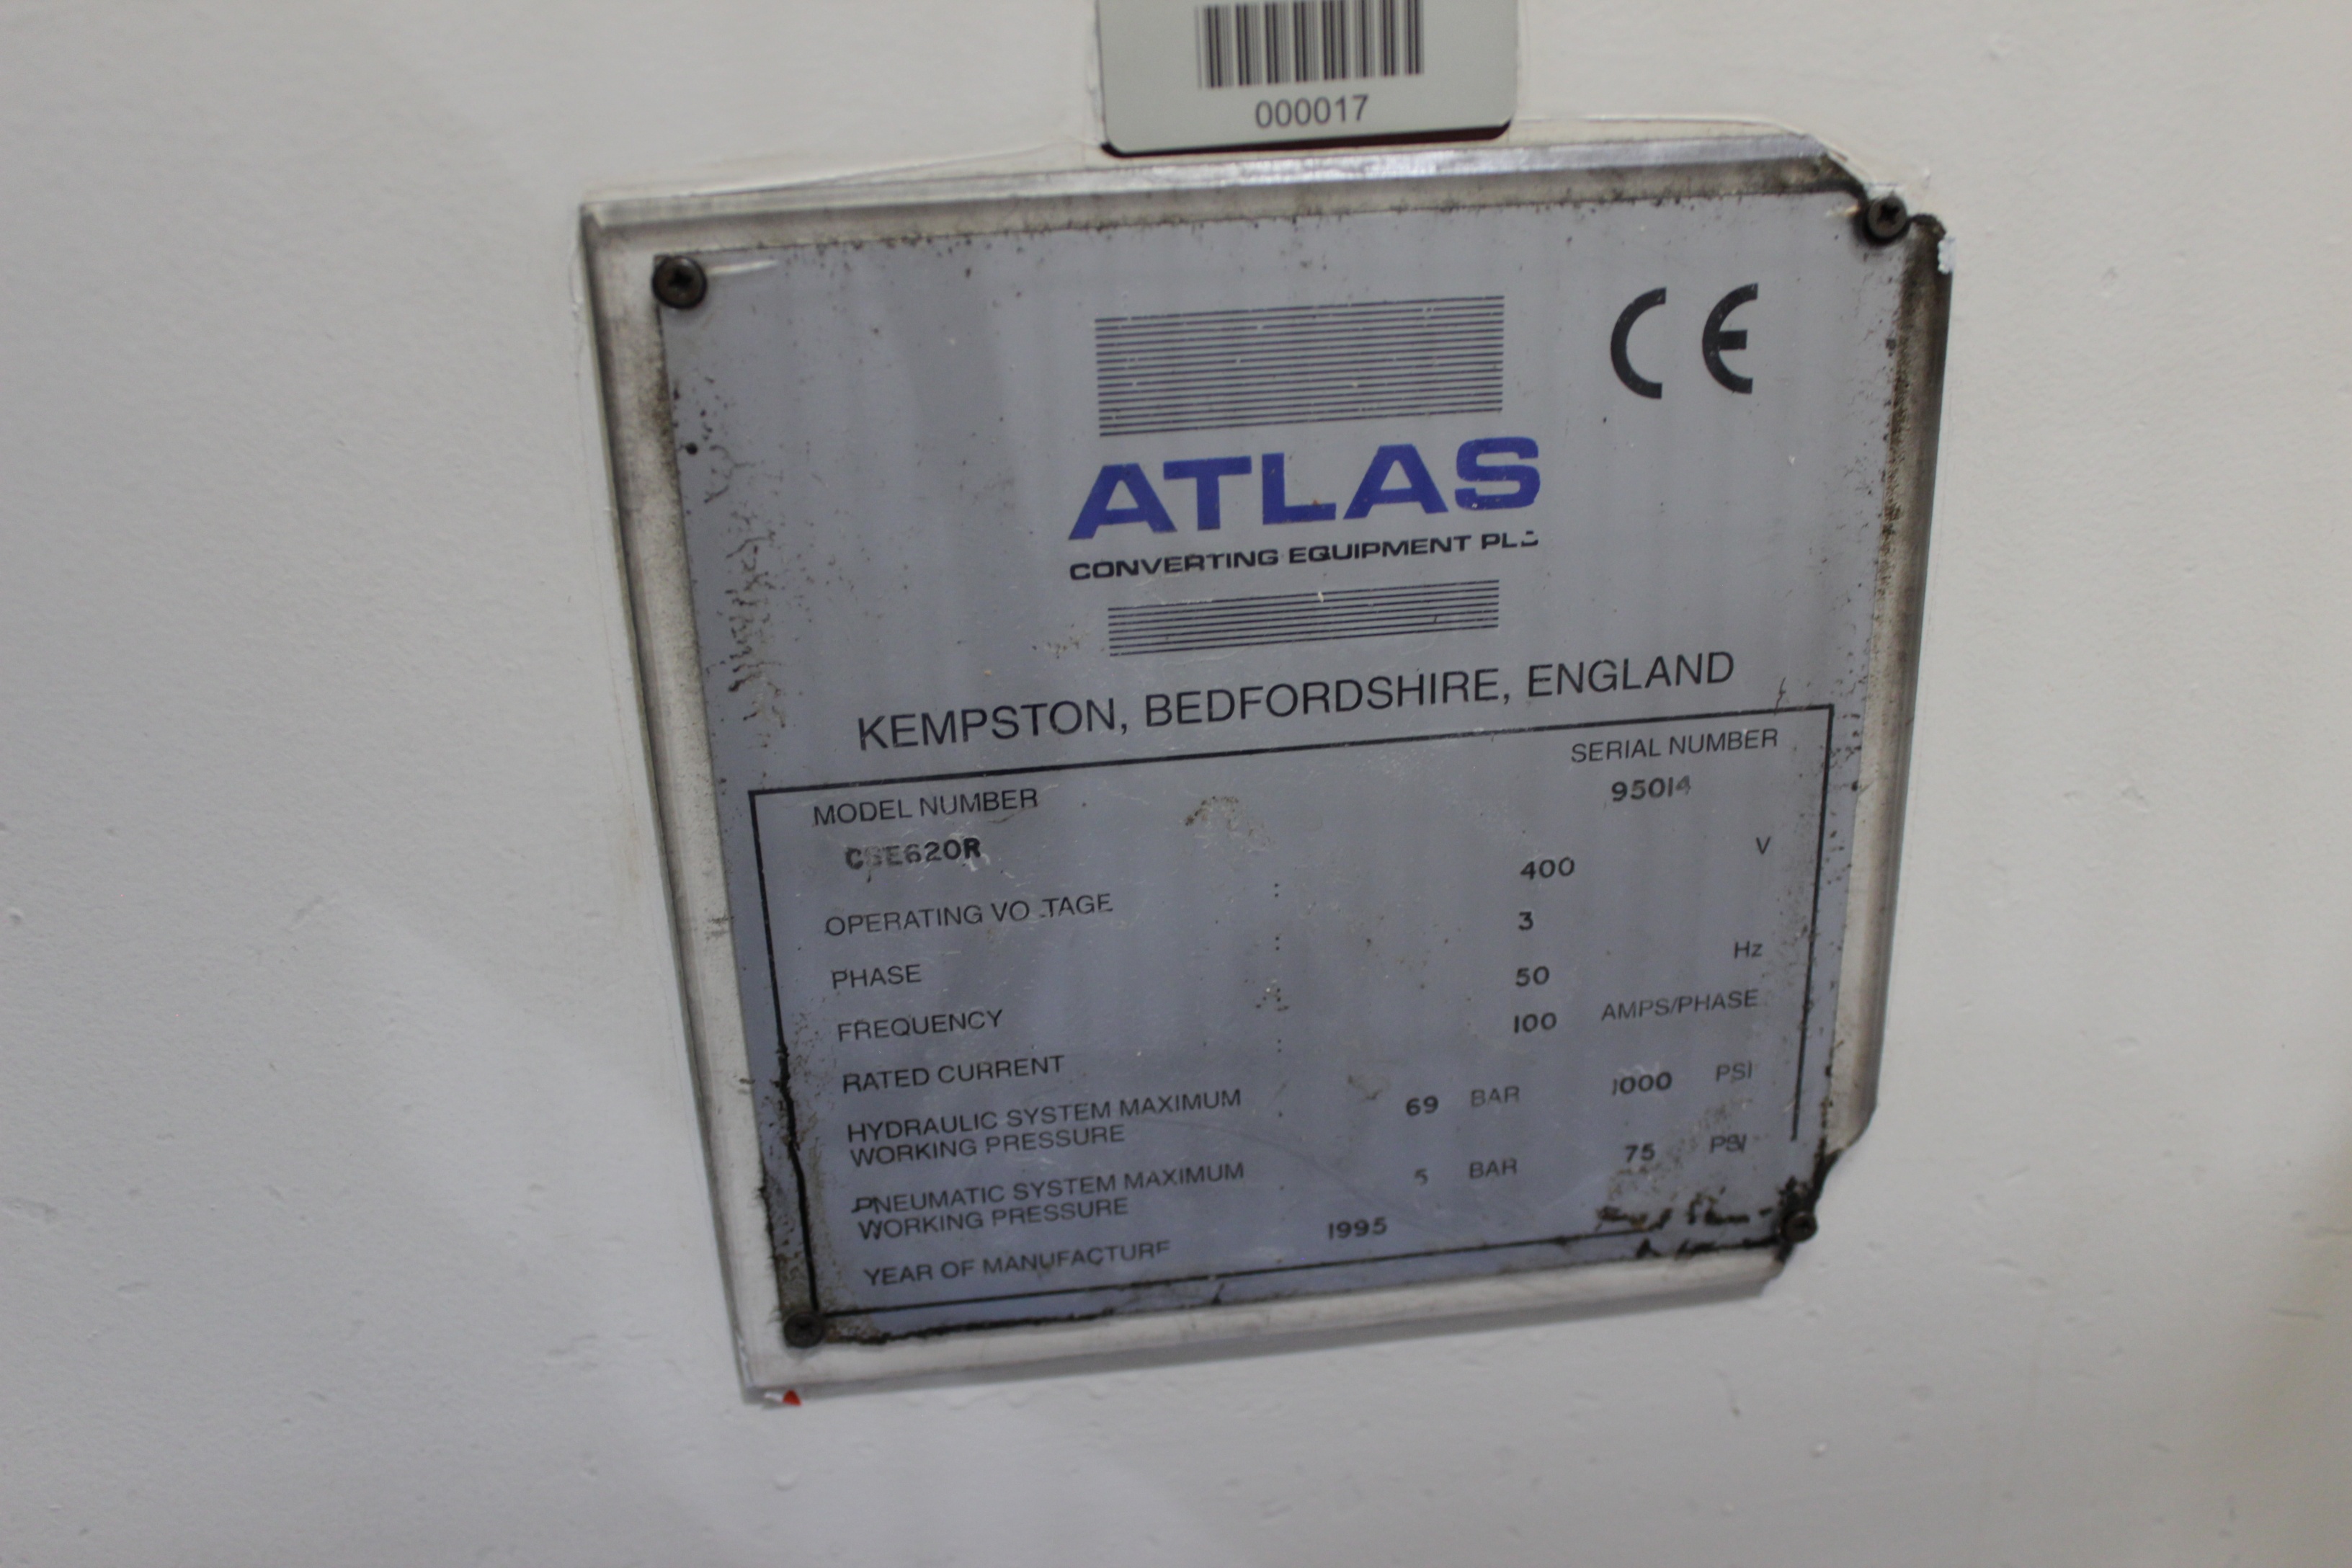 000017
CE
ATLAS
CONVERTING EQUIPMENT PLC
KEMPSTON, BEDFORDSHIRE, ENGLAND
MODEL NUMBER SERIAL NUMBER
95014
OPERATING VOLTAGE : 400 V
PHASE : 3
FREQUENCY 50 Hz
RATED CURRENT : 100 AMPS/PHASE
HYDRAULIC SYSTEM MAXIMUM
WORKING PRESSURE : 69 BAR 1000 PSI
PNEUMATIC SYSTEM MAXIMUM
WORKING PRESSURE 5 BAR 75 PSI
YEAR OF MANUFACTURE 1995